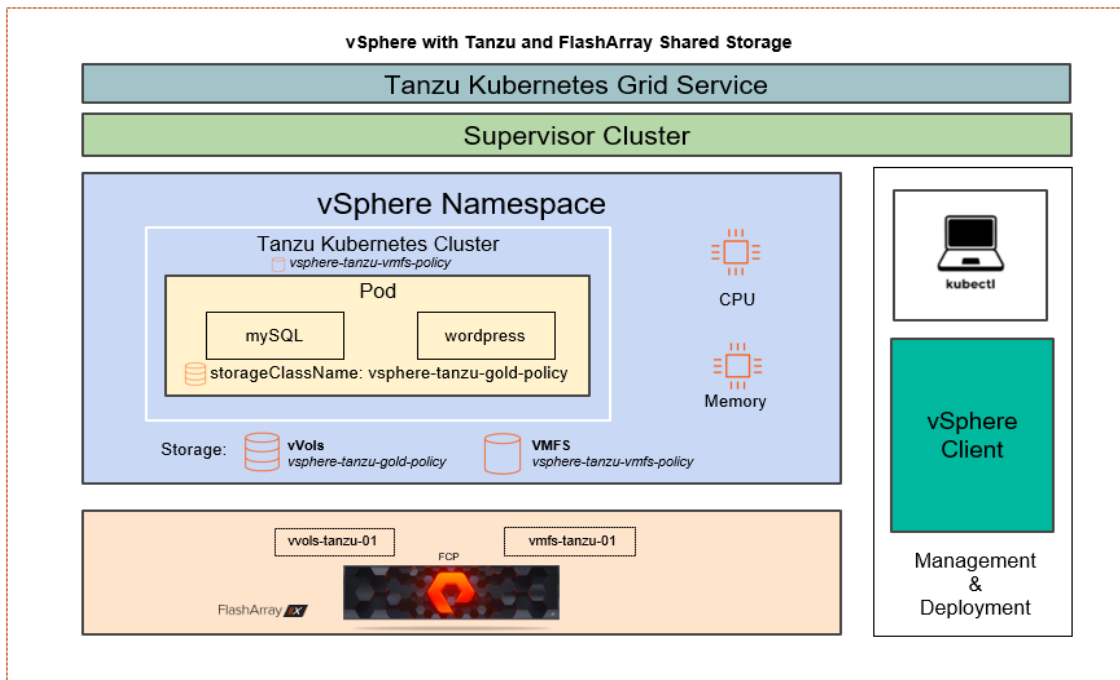 vSphere with Tanzu and FlashArray Shared Storage
Tanzu Kubernetes Grid Service
Supervisor Cluster
vSphere Namespace
Tanzu Kubernetes Cluster
vsphere-tanzu-vmfs-policy
Pod
mySQL
wordpress
storageClassName: vsphere-tanzu-gold-policy
CPU
Memory
Storage:
vVols
vsphere-tanzu-gold-policy
VMFS
vsphere-tanzu-vmfs-policy
kubectl
vSphere
Client
Management
&
Deployment
vvols-tanzu-01
vmfs-tanzu-01
FCP
FlashArray //X